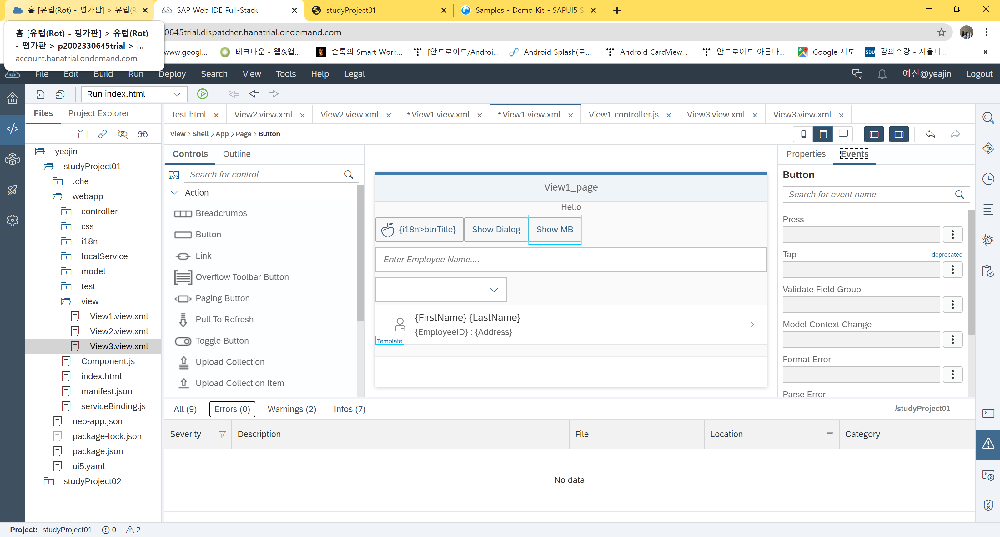 홈 [유럽(Rot) - 평가판] > 유럽(R
SAP Web IDE Full-Stack
studyProject01
Samples - Demo Kit - SAPUI5 S
홈 [유럽(Rot) - 평가판] > 유럽(Rot)
- 평가판 > p2002330645trial > ...
account.hanatrial.ondemand.com
0645trial.dispatcher.hanatrial.ondemand.com
www.googl...
테크타운 - 웹&앱...
순록의 Smart Worl:...
[안드로이드/Androi...
Android Splash(로...
Android CardView...
안드로이드 아름다...
Google 지도
SDU
강의수강 - 서울디...
»
File
Edit
Build
Run
Deploy
Search
View
Tools
Help
Legal
예진@yeajin
Logout
Run index.html
Files
Project Explorer
test.html
View2.view.xml
View2.view.xml
*View1.view.xml
*View1.view.xml
View1.controller.js
View3.view.xml
View3.view.xml
View > Shell > App > Page > Button
yeajin
studyProject01
.che
webapp
controller
css
i18n
localService
model
test
view
View1.view.xml
View2.view.xml
View3.view.xml
Component.js
index.html
manifest.json
serviceBinding.js
neo-app.json
package-lock.json
package.json
ui5.yaml
studyProject02
Controls
Outline
Search for control
Action
Breadcrumbs
Button
Link
Overflow Toolbar Button
Paging Button
Pull To Refresh
Toggle Button
Upload Collection
Upload Collection Item
View1_page
Hello
{i18n>btnTitle}
Show Dialog
Show MB
Enter Employee Name....
{FirstName} {LastName}
{EmployeeID} : {Address}
Template
Properties
Events
Button
Search for event name
Press
Tap
deprecated
Validate Field Group
Model Context Change
Format Error
Parse Error
All (9)
Errors (0)
Warnings (2)
Infos (7)
/studyProject01
Severity
Description
File
Location
Category
No data
Project: studyProject01
0
2